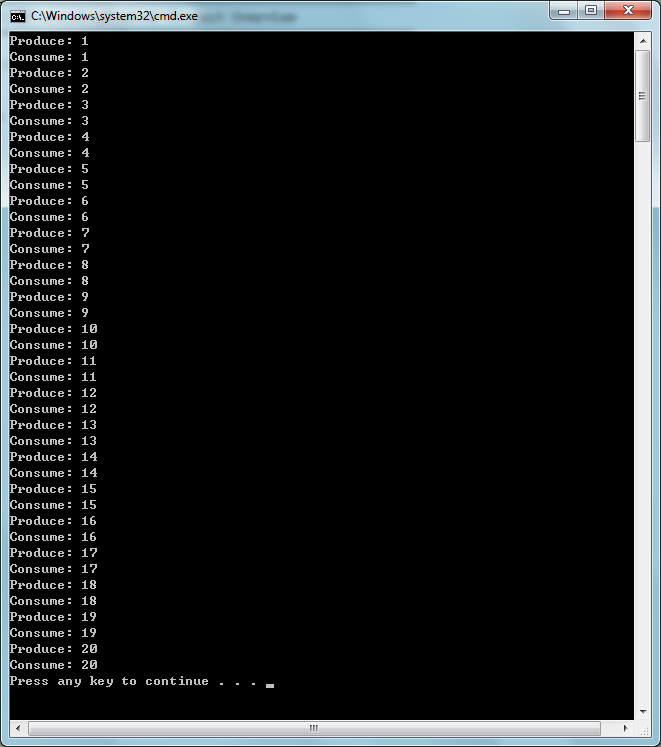 C:\Windows\system32\cmd.exe
Produce: 1
Consume: 1
Produce: 2
Consume: 2
Produce: 3
Consume: 3
Produce: 4
Consume: 4
Produce: 5
Consume: 5
Produce: 6
Consume: 6
Produce: 7
Consume: 7
Produce: 8
Consume: 8
Produce: 9
Consume: 9
Produce: 10
Consume: 10
Produce: 11
Consume: 11
Produce: 12
Consume: 12
Produce: 13
Consume: 13
Produce: 14
Consume: 14
Produce: 15
Consume: 15
Produce: 16
Consume: 16
Produce: 17
Consume: 17
Produce: 18
Consume: 18
Produce: 19
Consume: 19
Produce: 20
Consume: 20
Press any key to continue . . .